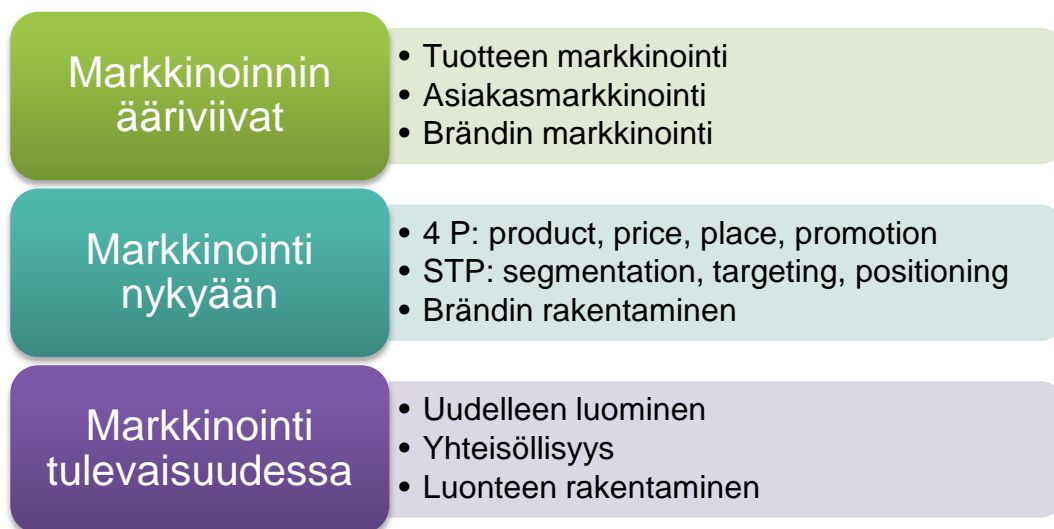 Markkinoinnin
ääriviivat
• Tuotteen markkinointi
• Asiakasmarkkinointi
• Brändin markkinointi
Markkinointi
nykyään
• 4 P: product, price, place, promotion
• STP: segmentation, targeting, positioning
• Brändin rakentaminen
Markkinointi
tulevaisuudessa
• Uudelleen luominen
• Yhteisöllisyys
• Luonteen rakentaminen